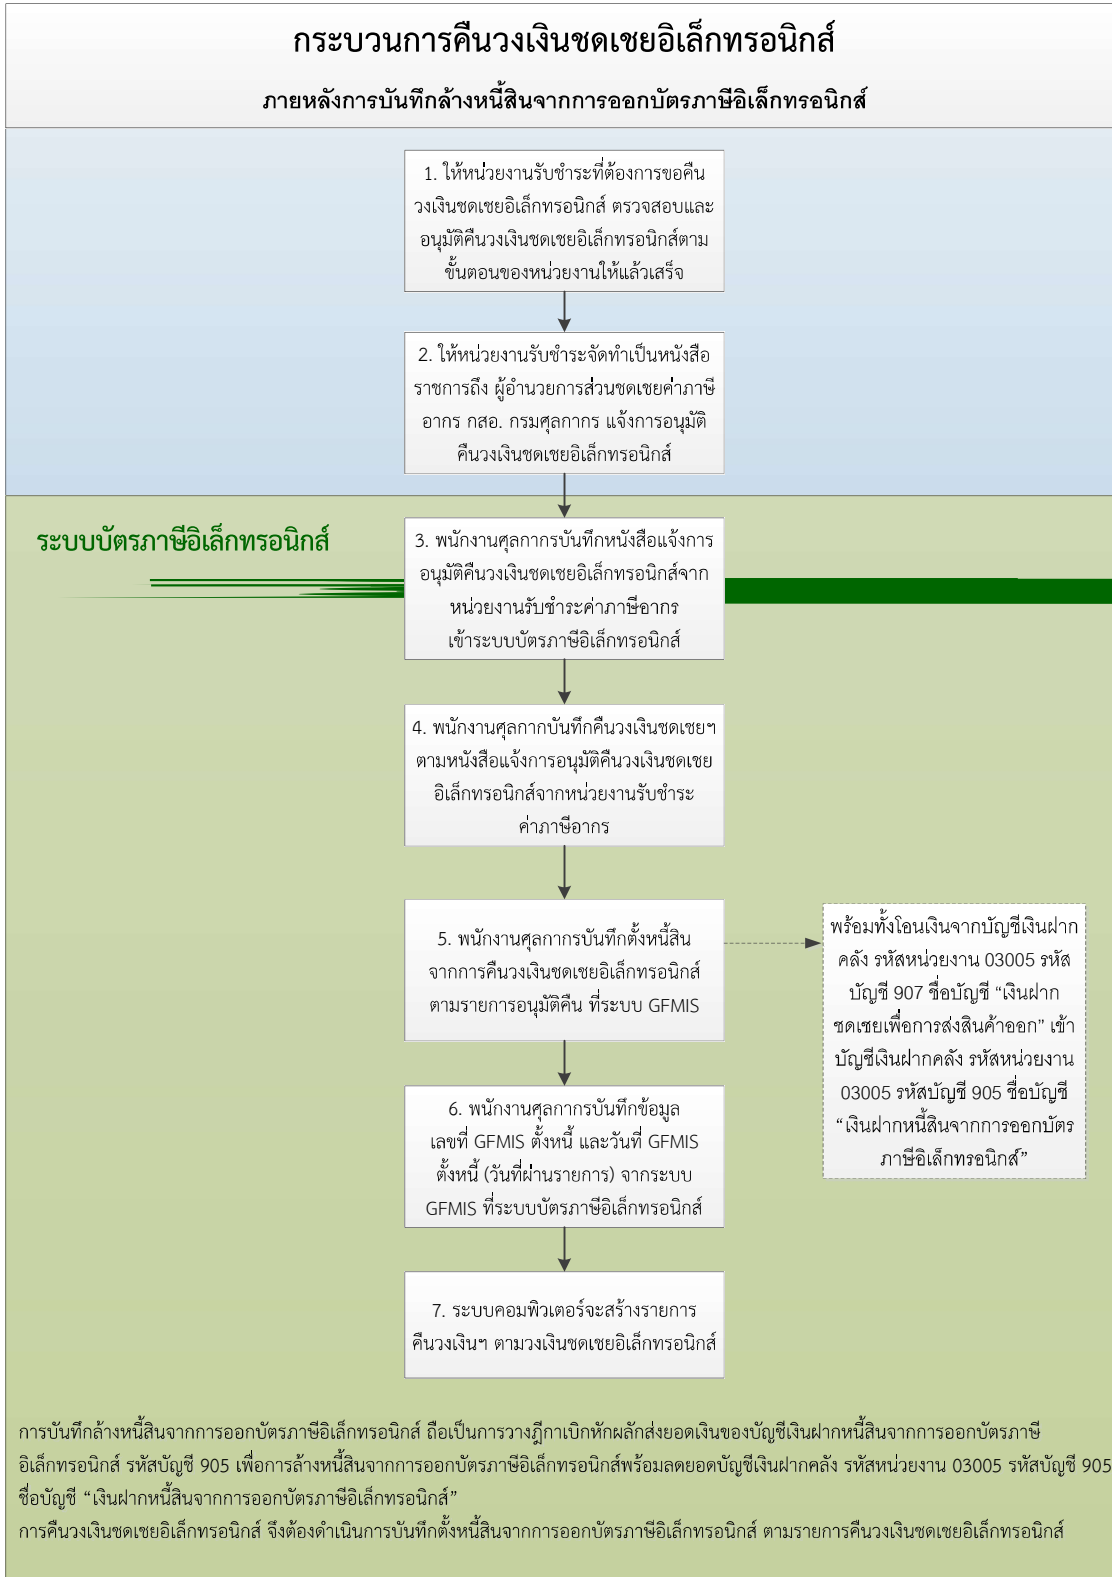 กระบวนการคืนวงเงินชดเชยอิเล็กทรอนิกส์
ภายหลังการบันทึกล้างหนี้สินจากการออกบัตรภาษีอิเล็กทรอนิกส์
1. ให้หน่วยงานรับชำระที่ต้องการขอคืน
วงเงินชดเชยอิเล็กทรอนิกส์ ตรวจสอบและ
อนุมัติคืนวงเงินชดเชยอิเล็กทรอนิกส์ตาม
ขั้นตอนของหน่วยงานให้แล้วเสร็จ
2. ให้หน่วยงานรับชำระจัดทำเป็นหนังสือ
ราชการถึง ผู้อำนวยการส่วนชดเชยค่าภาษี
อากร กสอ. กรมศุลกากร แจ้งการอนุมัติ
คืนวงเงินชดเชยอิเล็กทรอนิกส์
ระบบบัตรภาษีอิเล็กทรอนิกส์
3. พนักงานศุลกากรบันทึกหนังสือแจ้งการ
อนุมัติคืนวงเงินชดเชยอิเล็กทรอนิกส์จาก
หน่วยงานรับชำระค่าภาษีอากร
เข้าระบบบัตรภาษีอิเล็กทรอนิกส์
4. พนักงานศุลกากบันทึกคืนวงเงินชดเชยฯ
ตามหนังสือแจ้งการอนุมัติคืนวงเงินชดเชย
อิเล็กทรอนิกส์จากหน่วยงานรับชำระ
ค่าภาษีอากร
5. พนักงานศุลกากรบันทึกตั้งหนี้สิน
จากการคืนวงเงินชดเชยอิเล็กทรอนิกส์
ตามรายการอนุมัติคืน ที่ระบบ GFMIS
พร้อมทั้งโอนเงินจากบัญชีเงินฝาก
คลัง รหัสหน่วยงาน 03005 รหัส
บัญชี 907 ชื่อบัญชี “เงินฝาก
ชดเชยเพื่อการส่งสินค้าออก” เข้า
บัญชีเงินฝากคลัง รหัสหน่วยงาน
03005 รหัสบัญชี 905 ชื่อบัญชี
“เงินฝากหนี้สินจากการออกบัตร
ภาษีอิเล็กทรอนิกส์”
6. พนักงานศุลกากรบันทึกข้อมูล
เลขที่ GFMIS ตั้งหนี้ และวันที่ GFMIS
ตั้งหนี้ (วันที่ผ่านรายการ) จากระบบ
GFMIS ที่ระบบบัตรภาษีอิเล็กทรอนิกส์
7. ระบบคอมพิวเตอร์จะสร้างรายการ
คืนวงเงินฯ ตามวงเงินชดเชยอิเล็กทรอนิกส์
การบันทึกล้างหนี้สินจากการออกบัตรภาษีอิเล็กทรอนิกส์ ถือเป็นการวางฎีกาเบิกหักผลักส่งยอดเงินของบัญชีเงินฝากหนี้สินจากการออกบัตรภาษี
อิเล็กทรอนิกส์ รหัสบัญชี 905 เพื่อการล้างหนี้สินจากการออกบัตรภาษีอิเล็กทรอนิกส์พร้อมลดยอดบัญชีเงินฝากคลัง รหัสหน่วยงาน 03005 รหัสบัญชี 905
ชื่อบัญชี “เงินฝากหนี้สินจากการออกบัตรภาษีอิเล็กทรอนิกส์”
การคืนวงเงินชดเชยอิเล็กทรอนิกส์ จึงต้องดำเนินการบันทึกตั้งหนี้สินจากการออกบัตรภาษีอิเล็กทรอนิกส์ ตามรายการคืนวงเงินชดเชยอิเล็กทรอนิกส์